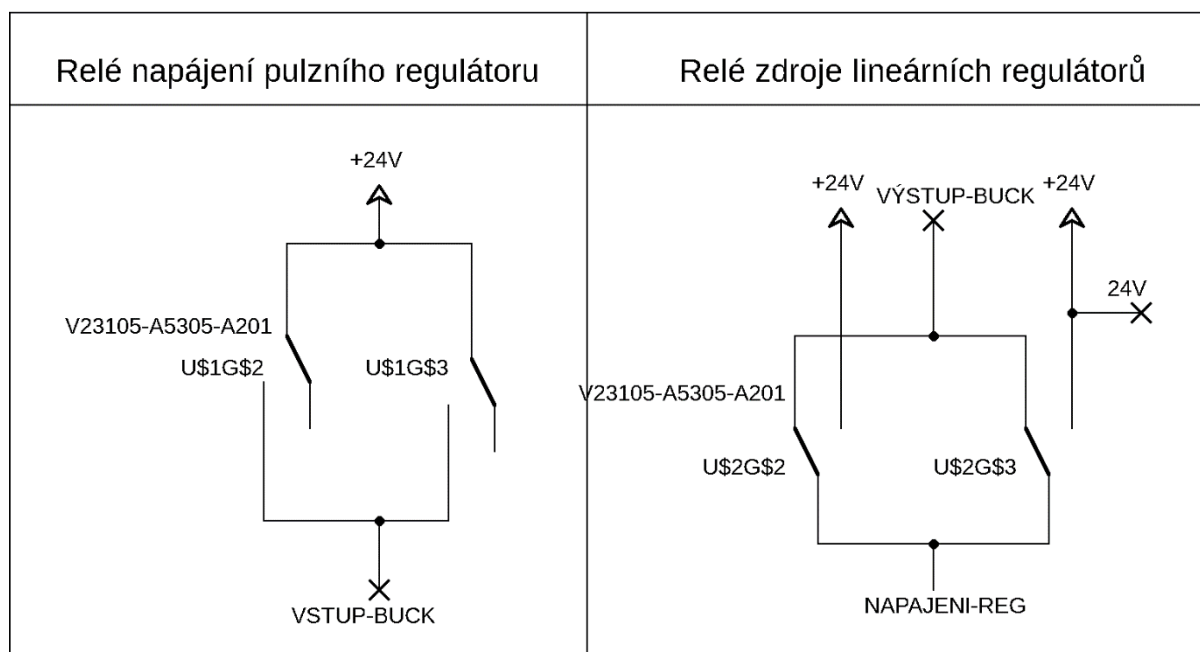 Relé napájení pulzního regulátoru
Relé zdroje lineárních regulátorů
+24V
V23105-A5305-A201
U$1G$2
U$1G$3
VSTUP-BUCK
+24V
VÝSTUP-BUCK
+24V
24V
V23105-A5305-A201
U$2G$2
U$2G$3
NAPAJENI-REG